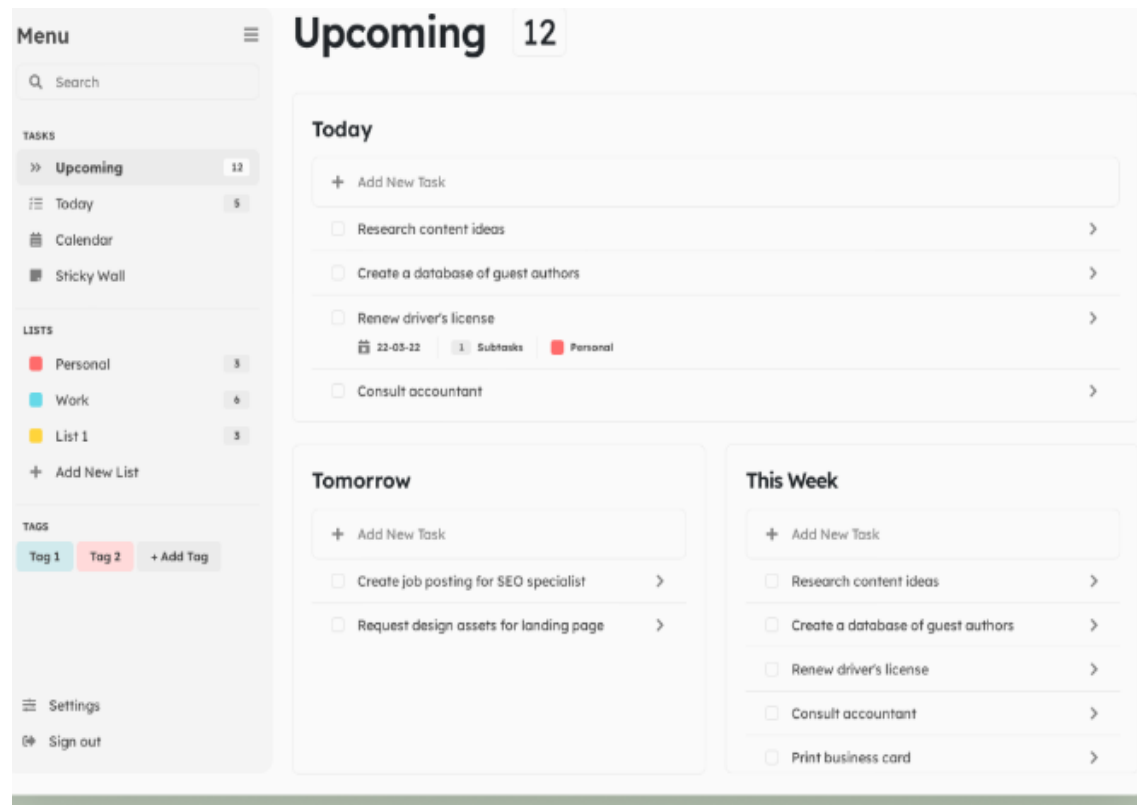 Menu
Search
TASKS
Upcoming 12
Today 5
Calendar
Sticky Wall
LISTS
Personal 3
Work 6
List 1 3
+ Add New List
TAGS
Tag 1 Tag 2 + Add Tag
Settings
Sign out
Upcoming 12
Today
+ Add New Task
Research content ideas
Create a database of guest authors
Renew driver's license
22-03-22 1 Subtasks Personal
Consult accountant
Tomorrow
+ Add New Task
Create job posting for SEO specialist
Request design assets for landing page
This Week
+ Add New Task
Research content ideas
Create a database of guest authors
Renew driver's license
Consult accountant
Print business card